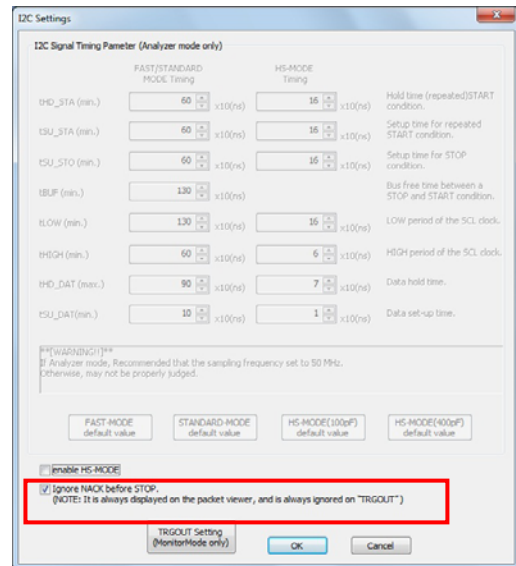 I2C Settings
I2C Signal Timing Pameter (Analyzer mode only)
FAST/STANDARD MODE Timing
HS-MODE Timing
tHD_STA (min.) 60 x10(ns) 16 x10(ns) Hold time (repeated)START condition.
tSU_STA (min.) 60 x10(ns) 16 x10(ns) Setup time for repeated START condition.
tSU_STO (min.) 60 x10(ns) 16 x10(ns) Setup time for STOP condition.
tBUF (min.) 130 x10(ns) Bus free time between a STOP and START condition.
tLOW (min.) 130 x10(ns) 16 x10(ns) LOW period of the SCL clock.
tHIGH (min.) 60 x10(ns) 6 x10(ns) HIGH period of the SCL clock.
tHD_DAT (max.) 90 x10(ns) 7 x10(ns) Data hold time.
tSU_DAT(min.) 10 x10(ns) 1 x10(ns) Data set-up time.
**[WARNING!!]**
If Analyzer mode, Recommended that the sampling frequency set to 50 MHz.
Otherwise, may not be properly judged.
FAST-MODE default value
STANDARD-MODE default value
HS-MODE(100pF) default value
HS-MODE(400pF) default value
enable HS-MODE
Ignore NACK before STOP.
(NOTE: It is always displayed on the packet viewer, and is always ignored on "TRGOUT")
TRGOUT Setting
(MonitorMode only)
OK
Cancel